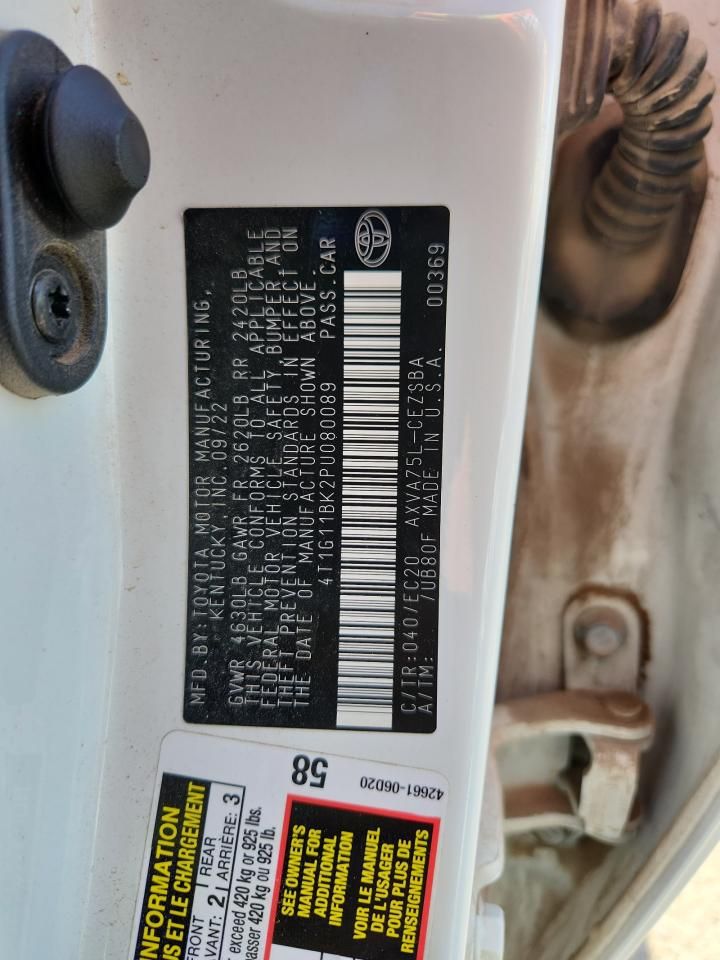 MFD.BY:TOYOTA MOTOR MANUFACTURING,
KENTUCKY INC. 09/22
GVWR 4630LB GAWR FR 2620LB RR 2420LB
THIS VEHICLE CONFORMS TO ALL APPLICABLE
FEDERAL MOTOR VEHICLE SAFETY, BUMPER, AND
THEFT PREVENTION STANDARDS IN EFFECT ON
THE DATE OF MANUFACTURE SHOWN ABOVE.
4T1G11BK2PU080089 PASS.CAR
C/TR:040/EC20 AXVA75L-CEZSBA
A/TM: /UB80F MADE IN U.S.A. 00369
58
42661-06D20
INFORMATION
ET LE CHARGEMENT
FRONT 2 REAR 3
AVANT: ARRIÈRE:
exceed 420 kg or 925 lbs.
passer 420 kg ou 925 lb.
SEE OWNER'S
MANUAL FOR
ADDITIONAL
INFORMATION
VOIR LE MANUEL
DE L'USAGER
POUR PLUS DE
RENSEIGNEMENTS